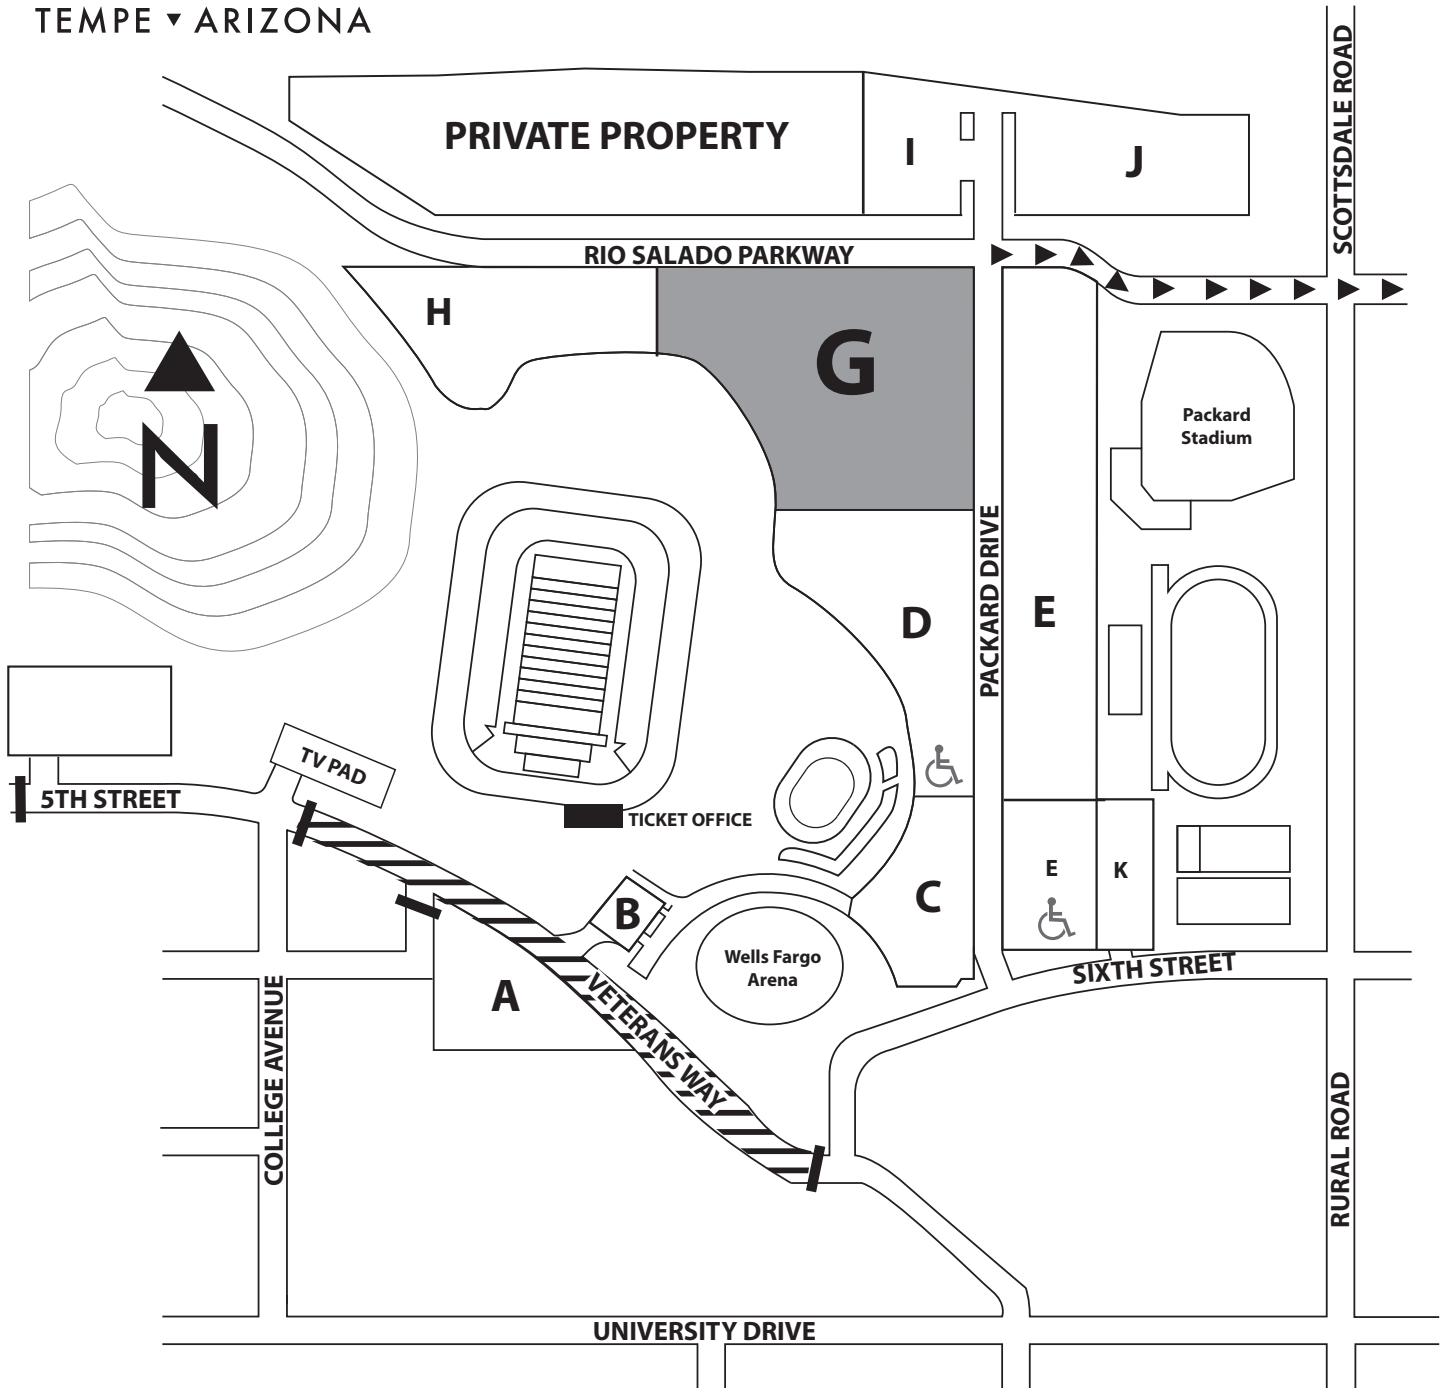 TEMPE ▼ ARIZONA
SCOTTSDALE ROAD
PRIVATE PROPERTY
I
J
RIO SALADO PARKWAY
H
G
N
Packard
Stadium
PACKARD DRIVE
D
E
TV PAD
5TH STREET
TICKET OFFICE
E
K
B
C
Wells Fargo
Arena
SIXTH STREET
A
VETERANS WAY
COLLEGE AVENUE
RURAL ROAD
UNIVERSITY DRIVE